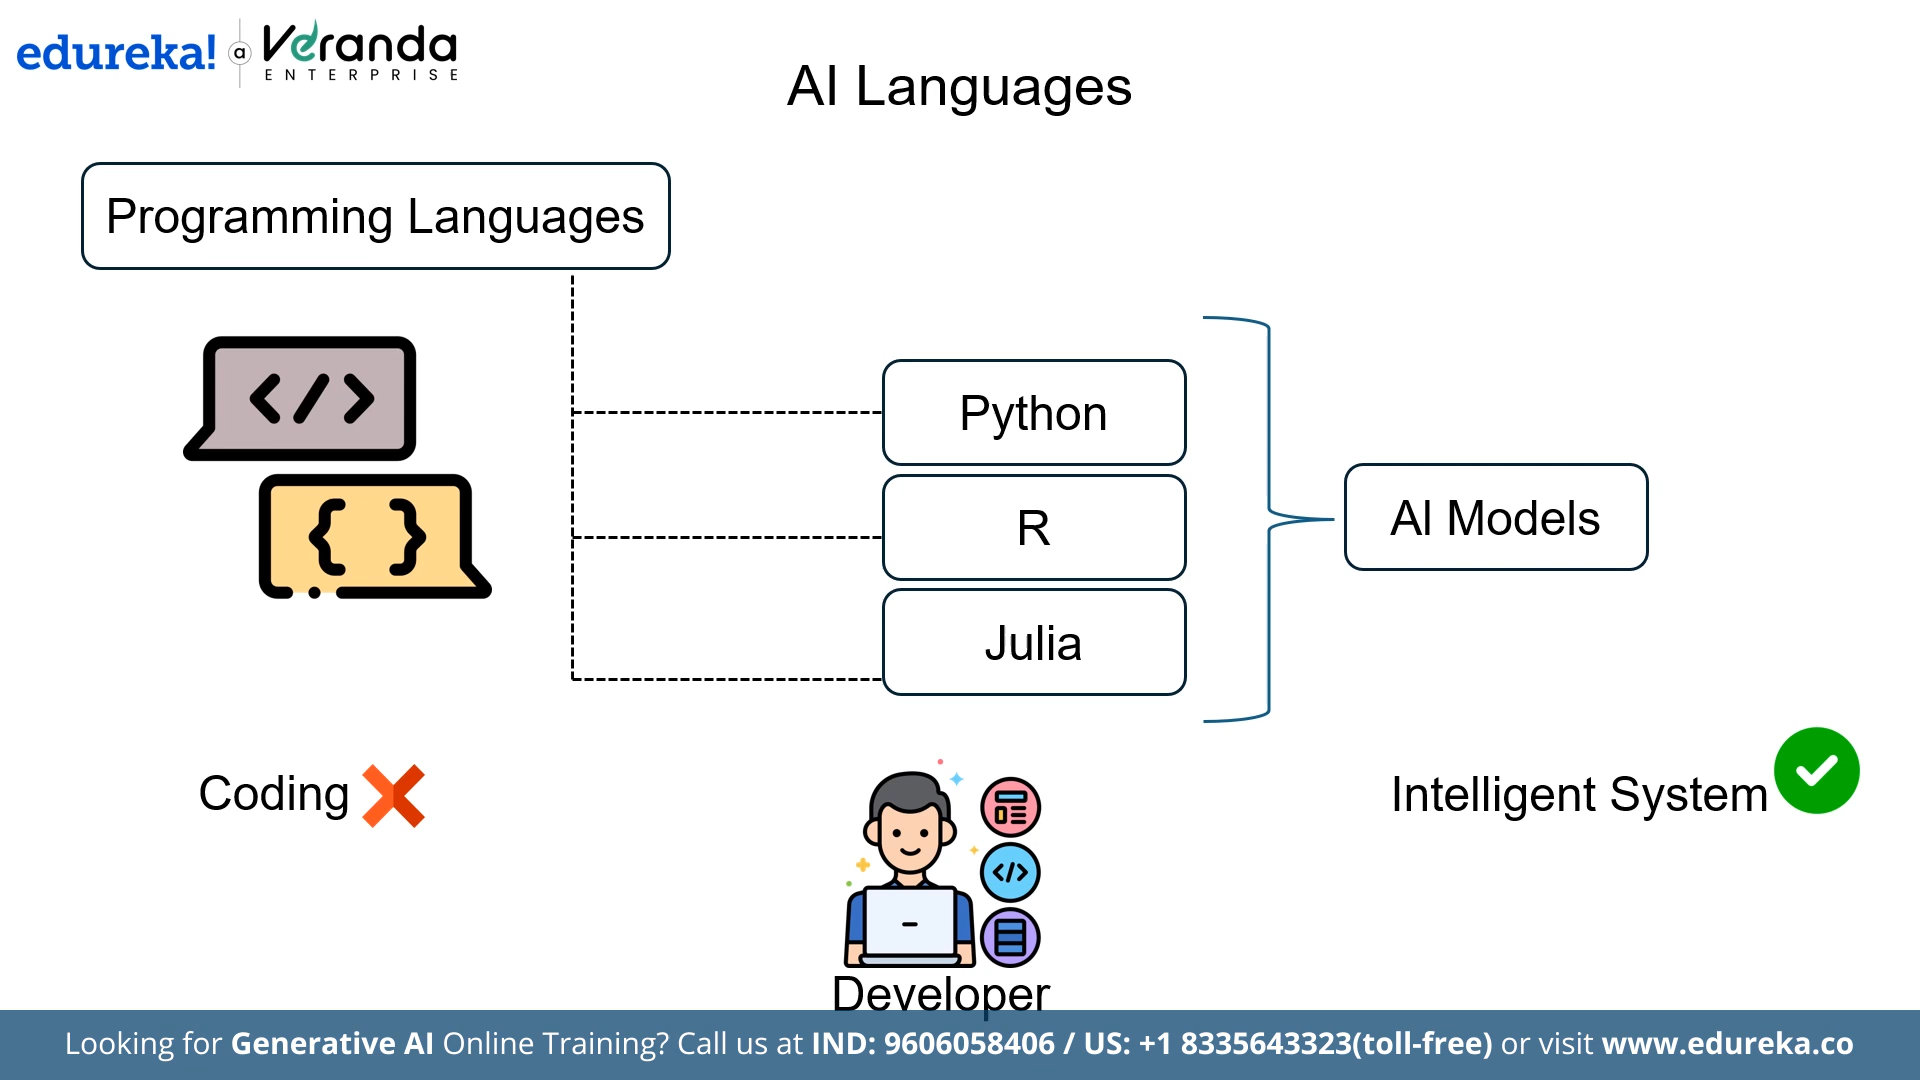 edureka! a Veranda
ENTERPRISE
AI Languages
Programming Languages
</>
{ }
Python
R
Julia
AI Models
Coding
Intelligent System
</>
Developer
Looking for Generative AI Online Training? Call us at IND: 9606058406 / US: +1 8335643323(toll-free) or visit www.edureka.co